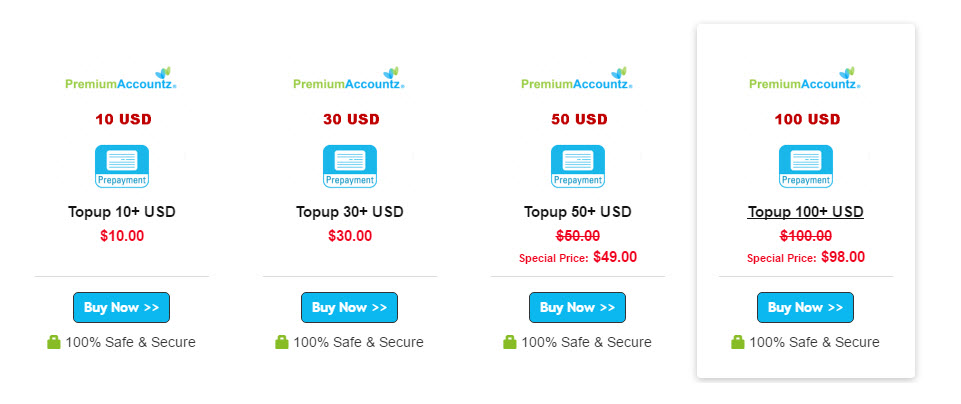 PremiumAccountz®
10 USD
Prepayment
Topup 10+ USD
$10.00
Buy Now >>
100% Safe & Secure
PremiumAccountz®
30 USD
Prepayment
Topup 30+ USD
$30.00
Buy Now >>
100% Safe & Secure
PremiumAccountz®
50 USD
Prepayment
Topup 50+ USD
$50.00
Special Price: $49.00
Buy Now >>
100% Safe & Secure
PremiumAccountz®
100 USD
Prepayment
Topup 100+ USD
$100.00
Special Price: $98.00
Buy Now >>
100% Safe & Secure